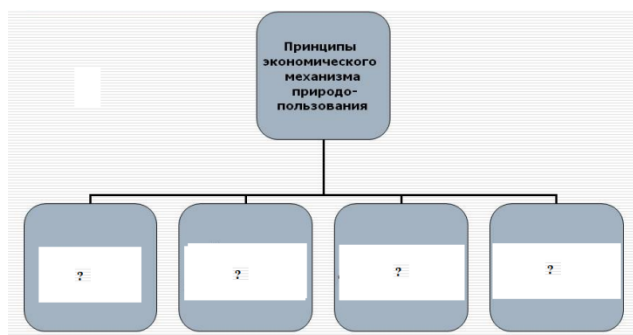 Принципы
экономического
механизма
природо-
пользования
?
?
?
?